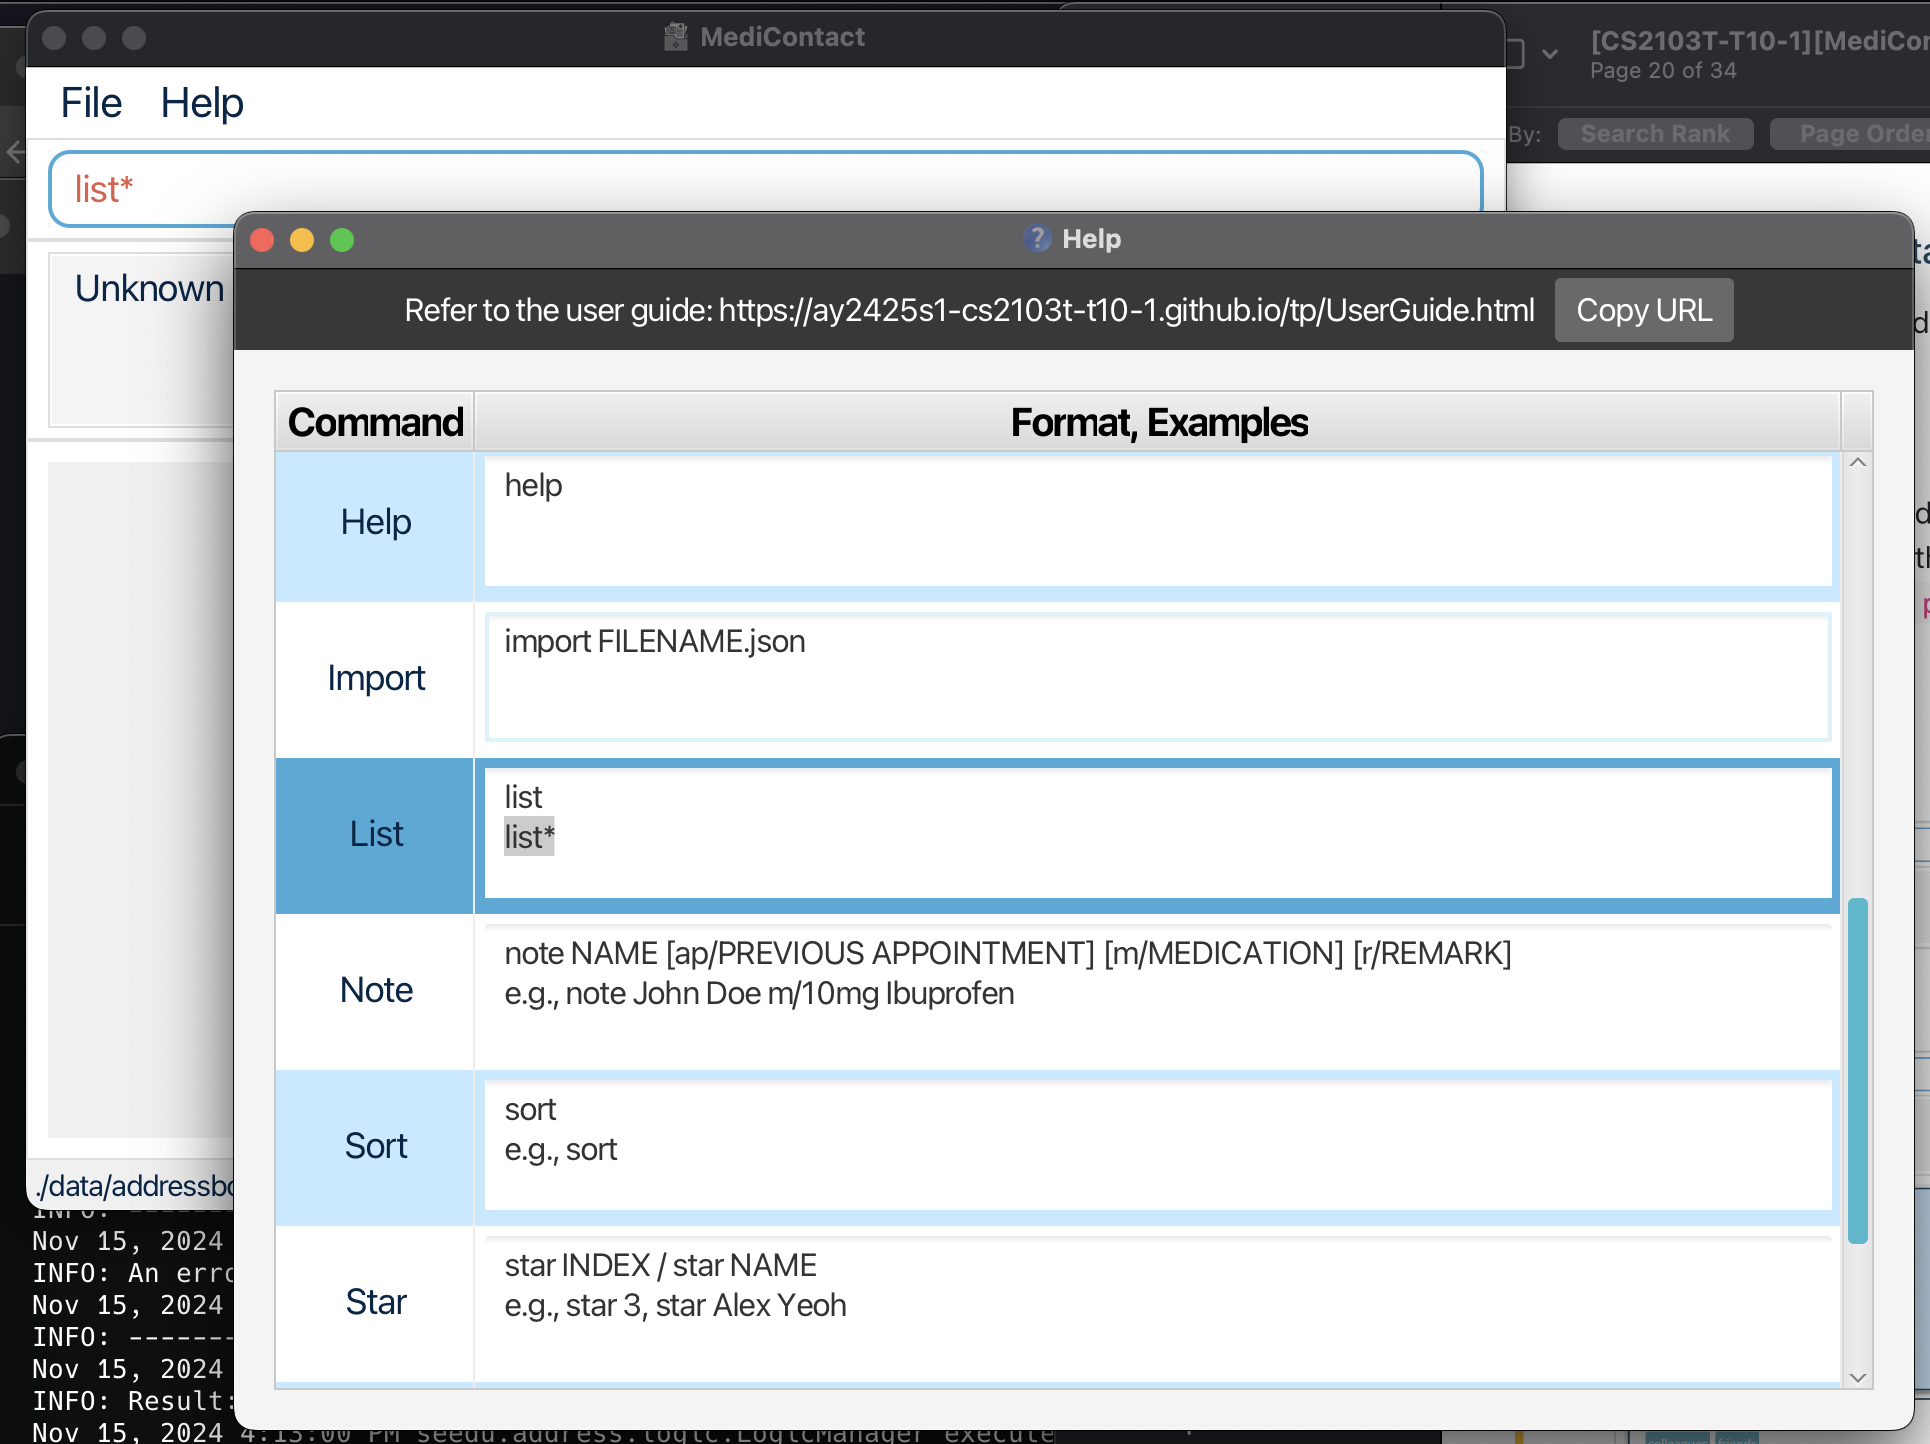 MediContact
[CS2103T-T10-1][MediCon
Page 20 of 34
File Help
By: Search Rank Page Order
list*
Help
Unknown
Refer to the user guide: https://ay2425s1-cs2103t-t10-1.github.io/tp/UserGuide.html Copy URL
Command Format, Examples
Help
help
Import
import FILENAME.json
List
list
list*
Note
note NAME [ap/PREVIOUS APPOINTMENT] [m/MEDICATION] [r/REMARK]
e.g., note John Doe m/10mg Ibuprofen
Sort
sort
e.g., sort
Star
star INDEX / star NAME
e.g., star 3, star Alex Yeoh
./data/addressbo
INFO: -------
Nov 15, 2024
INFO: An erro
Nov 15, 2024
INFO: -------
Nov 15, 2024
INFO: Result:
Nov 15, 2024 4:13:00 PM seedu.address.logic.LogicManager execute
colleagues friends